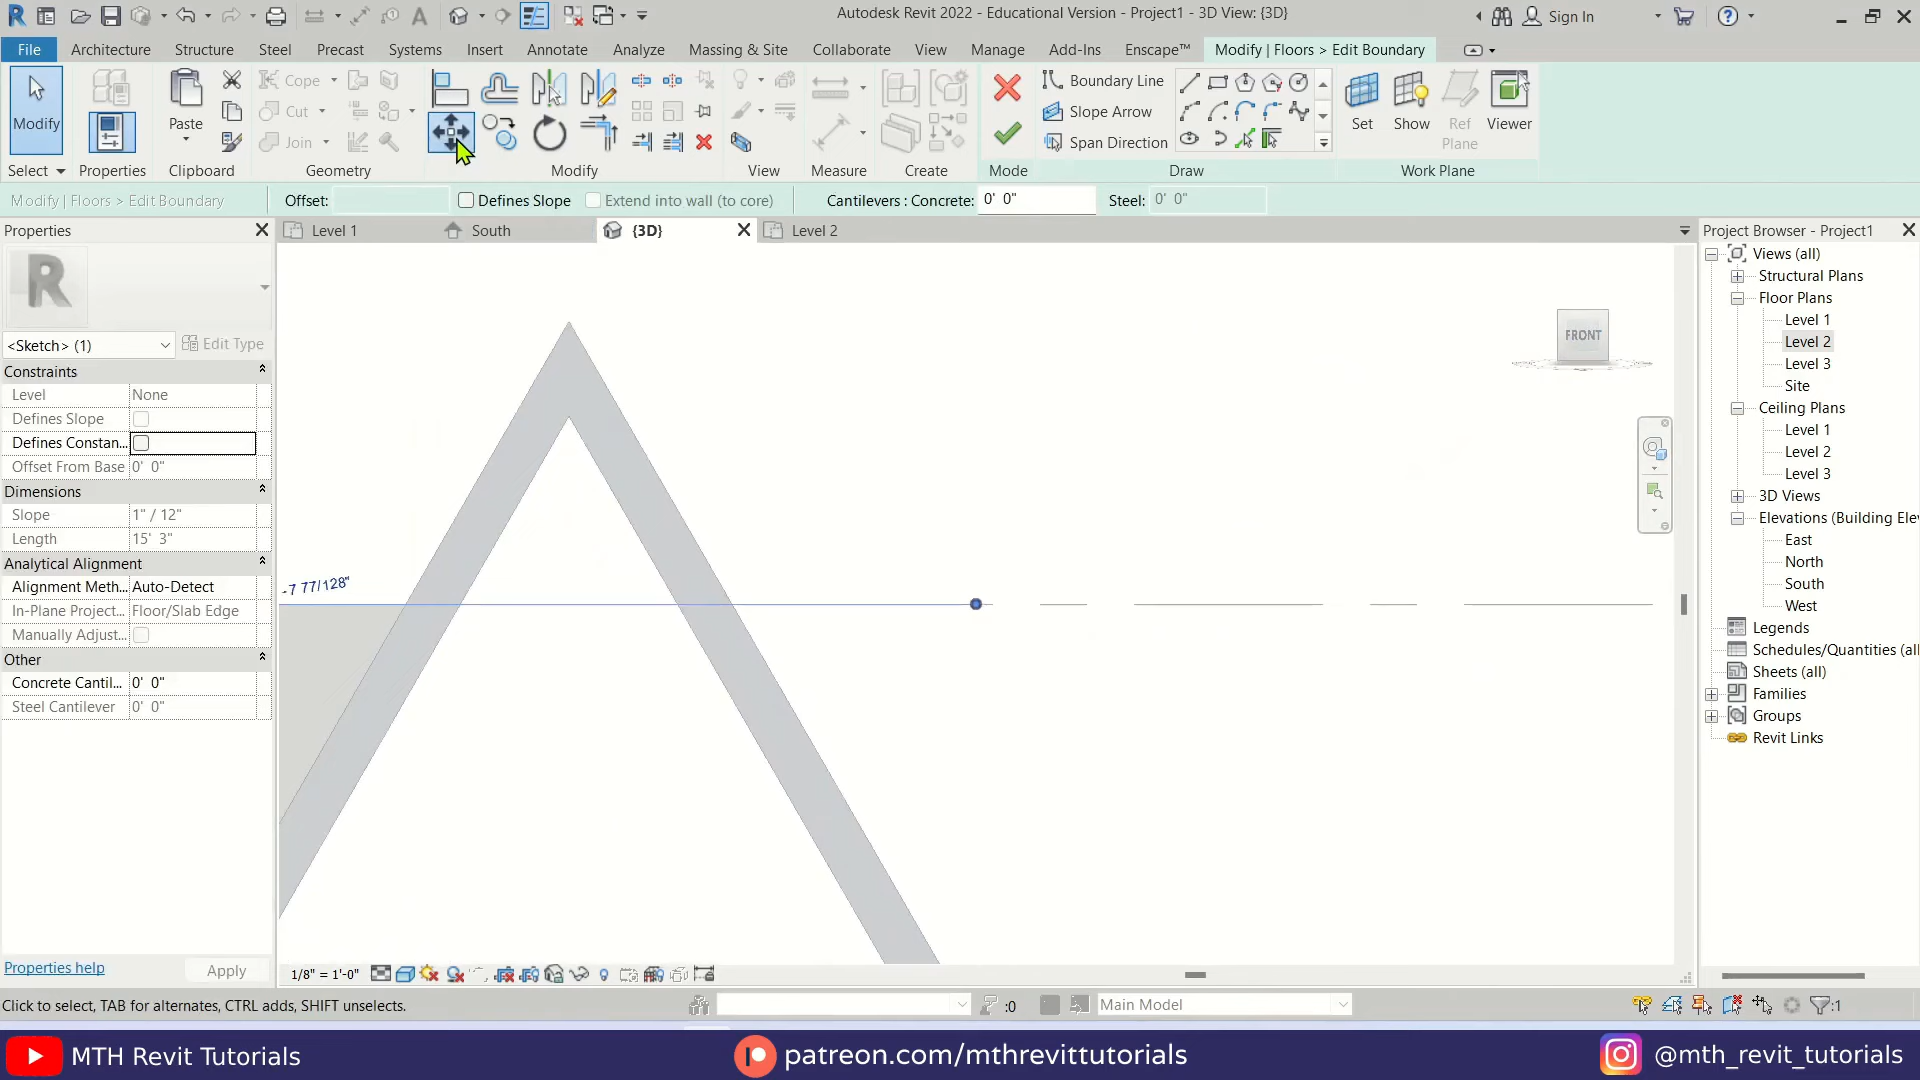 Autodesk Revit 2022 - Educational Version - Project1 - 3D View: {3D}
Sign In
File
Architecture
Structure
Steel
Precast
Systems
Insert
Annotate
Analyze
Massing & Site
Collaborate
View
Manage
Add-Ins
Enscape™
Modify | Floors > Edit Boundary
Modify
Paste
Cope
Cut
Join
Boundary Line
Slope Arrow
Span Direction
Set
Show
Ref
Plane
Viewer
Select
Properties
Clipboard
Geometry
Modify
View
Measure
Create
Mode
Draw
Work Plane
Modify | Floors > Edit Boundary
Offset:
Defines Slope
Extend into wall (to core)
Cantilevers : Concrete:
0' 0"
Steel:
0' 0"
Properties
Level 1
South
{3D}
Level 2
Project Browser - Project1
<Sketch> (1)
Edit Type
Constraints
Level
None
Defines Slope
Defines Constan...
Offset From Base
0' 0"
Dimensions
Slope
1" / 12"
Length
15' 3"
Analytical Alignment
Alignment Meth...
Auto-Detect
In-Plane Project...
Floor/Slab Edge
Manually Adjust...
Other
Concrete Cantil...
0' 0"
Steel Cantilever
0' 0"
Properties help
Apply
-7 77/128"
FRONT
Views (all)
Structural Plans
Floor Plans
Level 1
Level 2
Level 3
Site
Ceiling Plans
Level 1
Level 2
Level 3
3D Views
Elevations (Building Ele
East
North
South
West
Legends
Schedules/Quantities (all
Sheets (all)
Families
Groups
Revit Links
1/8" = 1'-0"
Click to select, TAB for alternates, CTRL adds, SHIFT unselects.
:0
Main Model
:1
MTH Revit Tutorials
patreon.com/mthrevittutorials
@mth_revit_tutorials